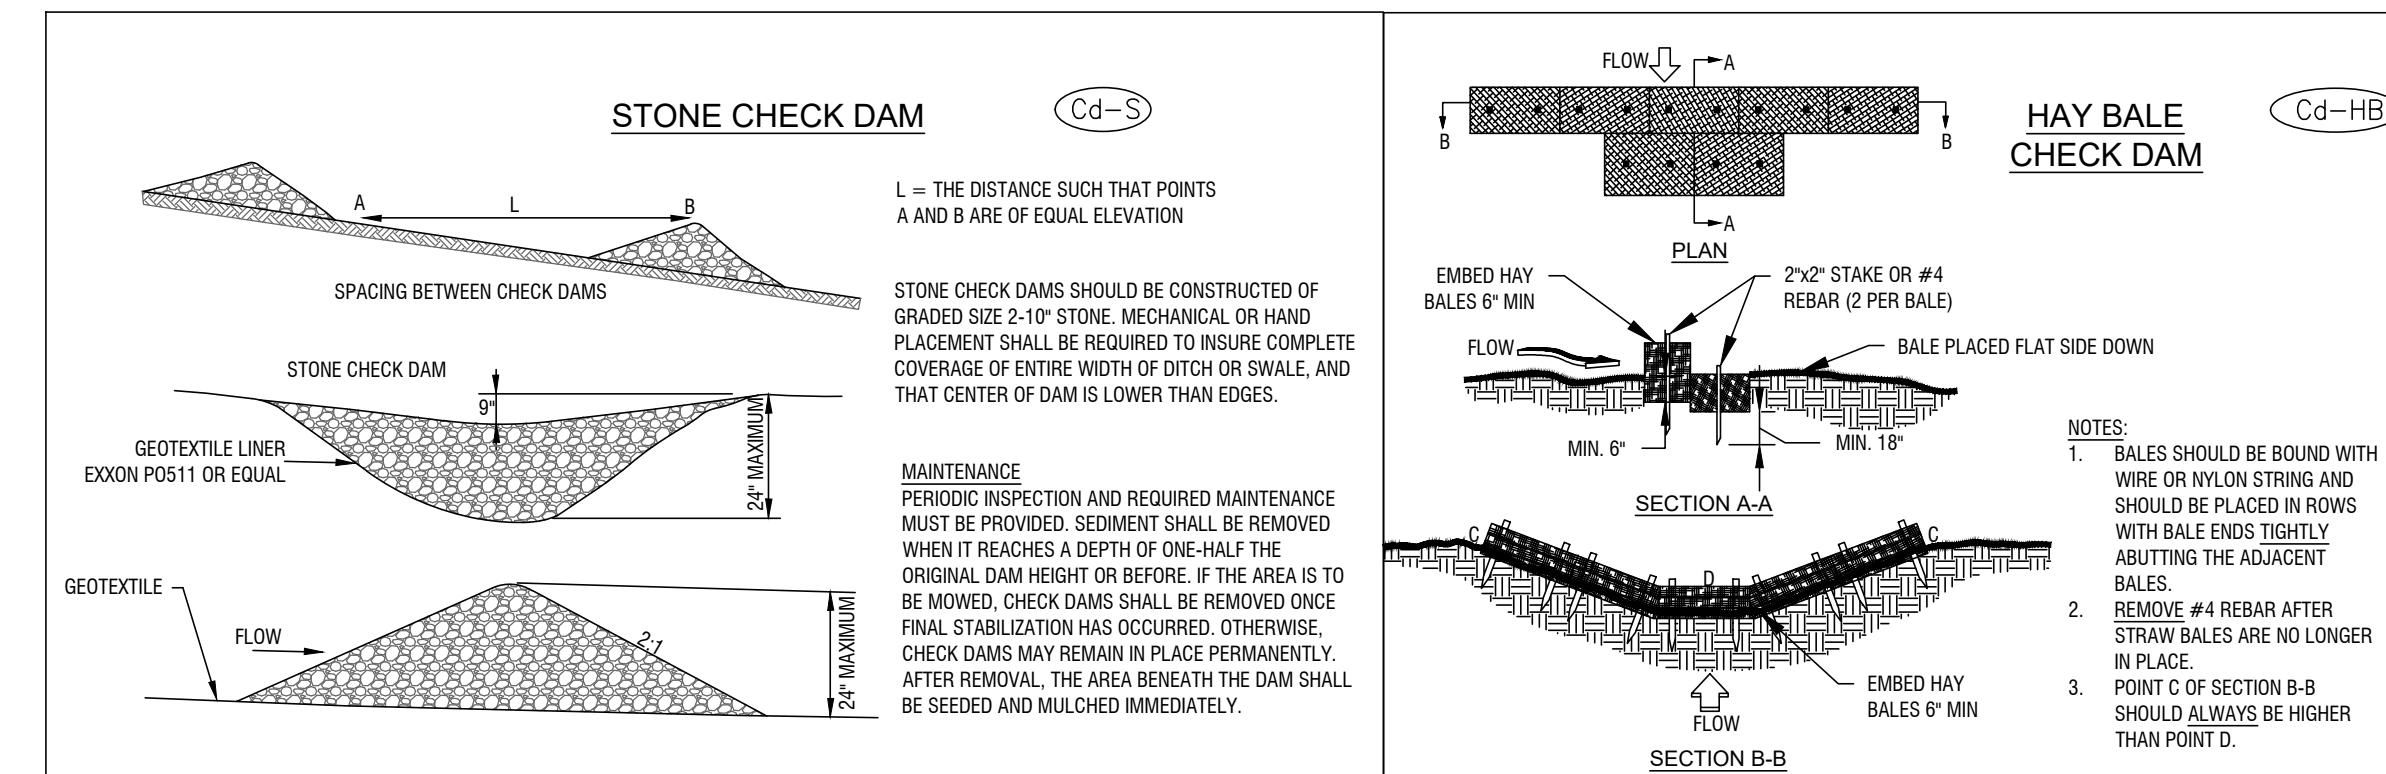 STONE CHECK DAM
Cd-S
A
L
B
SPACING BETWEEN CHECK DAMS
L = THE DISTANCE SUCH THAT POINTS
A AND B ARE OF EQUAL ELEVATION
STONE CHECK DAMS SHOULD BE CONSTRUCTED OF
GRADED SIZE 2-10" STONE. MECHANICAL OR HAND
PLACEMENT SHALL BE REQUIRED TO INSURE COMPLETE
COVERAGE OF ENTIRE WIDTH OF DITCH OR SWALE, AND
THAT CENTER OF DAM IS LOWER THAN EDGES.
STONE CHECK DAM
9"
24" MAXIMUM
GEOTEXTILE LINER
EXXON PO511 OR EQUAL
GEOTEXTILE
FLOW
2:1
24" MAXIMUM
MAINTENANCE
PERIODIC INSPECTION AND REQUIRED MAINTENANCE
MUST BE PROVIDED. SEDIMENT SHALL BE REMOVED
WHEN IT REACHES A DEPTH OF ONE-HALF THE
ORIGINAL DAM HEIGHT OR BEFORE. IF THE AREA IS TO
BE MOWED, CHECK DAMS SHALL BE REMOVED ONCE
FINAL STABILIZATION HAS OCCURRED. OTHERWISE,
CHECK DAMS MAY REMAIN IN PLACE PERMANENTLY.
AFTER REMOVAL, THE AREA BENEATH THE DAM SHALL
BE SEEDED AND MULCHED IMMEDIATELY.
HAY BALE
CHECK DAM
Cd-HB
FLOW
A
B
B
A
PLAN
EMBED HAY
BALES 6" MIN
2"x2" STAKE OR #4
REBAR (2 PER BALE)
FLOW
BALE PLACED FLAT SIDE DOWN
MIN. 6"
MIN. 18"
SECTION A-A
C
D
C
EMBED HAY
BALES 6" MIN
FLOW
SECTION B-B
NOTES:
1. BALES SHOULD BE BOUND WITH
WIRE OR NYLON STRING AND
SHOULD BE PLACED IN ROWS
WITH BALE ENDS TIGHTLY
ABUTTING THE ADJACENT
BALES.
2. REMOVE #4 REBAR AFTER
STRAW BALES ARE NO LONGER
IN PLACE.
3. POINT C OF SECTION B-B
SHOULD ALWAYS BE HIGHER
THAN POINT D.